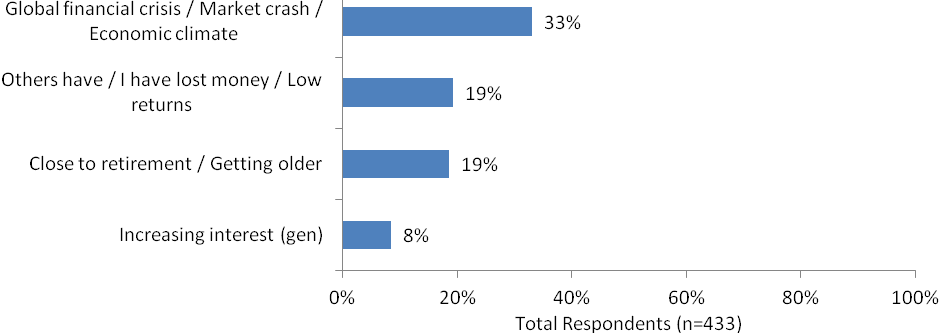 Global financial crisis / Market crash /
Economic climate
33%
Others have / I have lost money / Low
returns
19%
Close to retirement / Getting older
19%
Increasing interest (gen)
8%
0%
20%
40%
60%
80%
100%
Total Respondents (n=433)